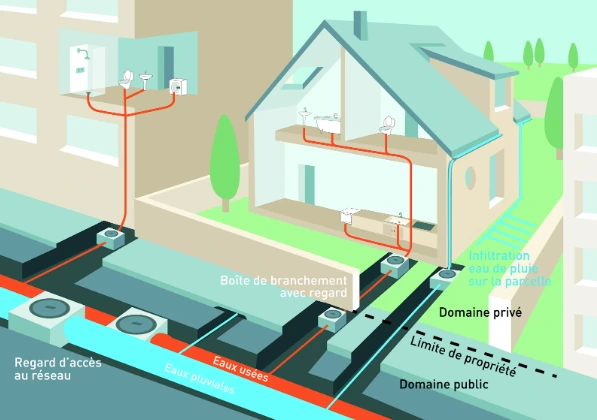 Infiltration
eau de pluie
sur la parcelle
Boîte de branchement
avec regard
Domaine privé
Limite de propriété
Domaine public
Regard d'accès
au réseau
Eaux usées
Eaux pluviales